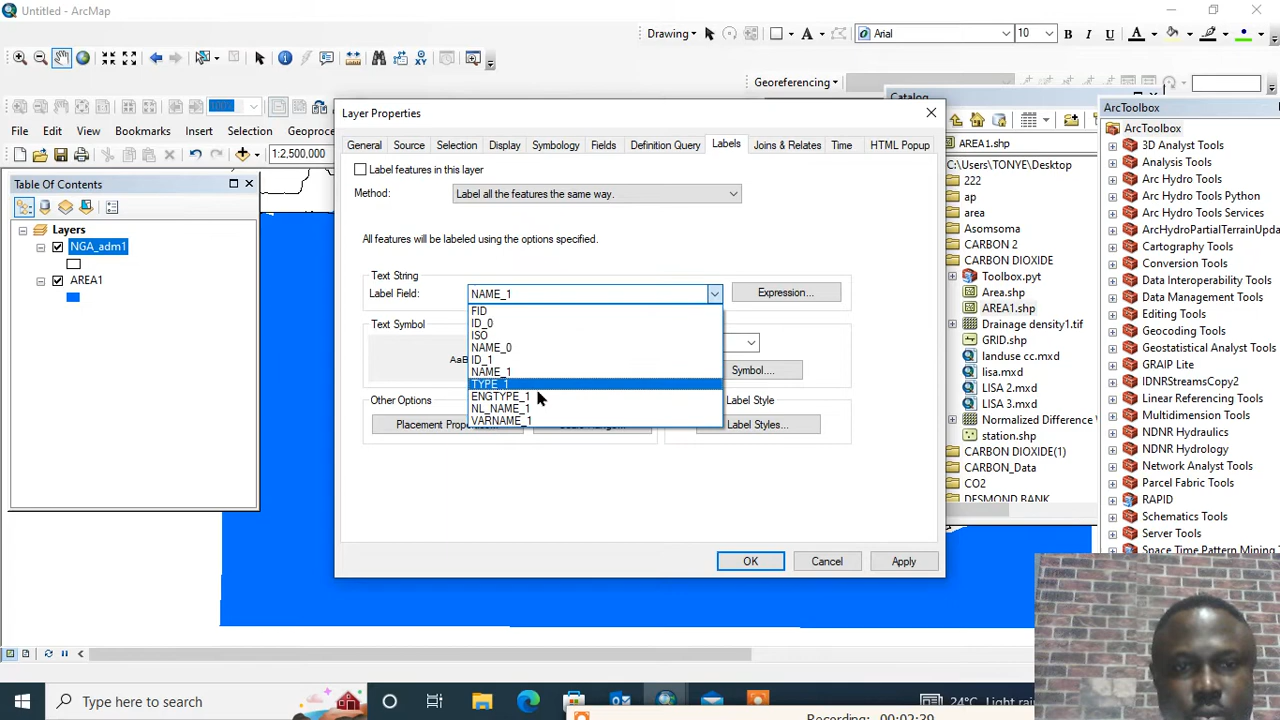 Untitled - ArcMap
Drawing
Arial
10
B I U A
Georeferencing
File Edit View Bookmarks Insert Selection Geoproc
1:2,500,000
Table Of Contents
Layers
NGA_adm1
AREA1
Layer Properties
General Source Selection Display Symbology Fields Definition Query Labels Joins & Relates Time HTML Popup
Label features in this layer
Method: Label all the features the same way.
All features will be labeled using the options specified.
Text String
Label Field: NAME_1 Expression...
FID
ID_0
ISO
NAME_0
ID_1
NAME_1
TYPE_1
ENGTYPE_1
NL_NAME_1
VARNAME_1
Text Symbol
AaB
Symbol....
Other Options
Label Style
Placement Proper
Label Styles...
OK Cancel Apply
Catalog
AREA1.shp
C:\Users\TONYE\Desktop
222
ap
area
Asomsoma
CARBON 2
CARBON DIOXIDE
Toolbox.pyt
Area.shp
AREA1.shp
Drainage density1.tif
GRID.shp
landuse cc.mxd
lisa.mxd
LISA 2.mxd
LISA 3.mxd
Normalized Difference
station.shp
CARBON DIOXIDE(1)
CARBON_Data
CO2
DESMOND BANK
ArcToolbox
ArcToolbox
3D Analyst Tools
Analysis Tools
Arc Hydro Tools
Arc Hydro Tools Python
Arc Hydro Tools Services
ArcHydroPartialTerrainUpda
Cartography Tools
Conversion Tools
Data Interoperability Tools
Data Management Tools
Editing Tools
Geocoding Tools
Geostatistical Analyst Tools
GRAIP Lite
IDNRStreamsCopy2
Linear Referencing Tools
Multidimension Tools
NDNR Hydraulics
NDNR Hydrology
Network Analyst Tools
Parcel Fabric Tools
RAPID
Schematics Tools
Server Tools
Space Time Pattern Mining T
Type here to search
24°C Light rai
Recording: 00:02:39